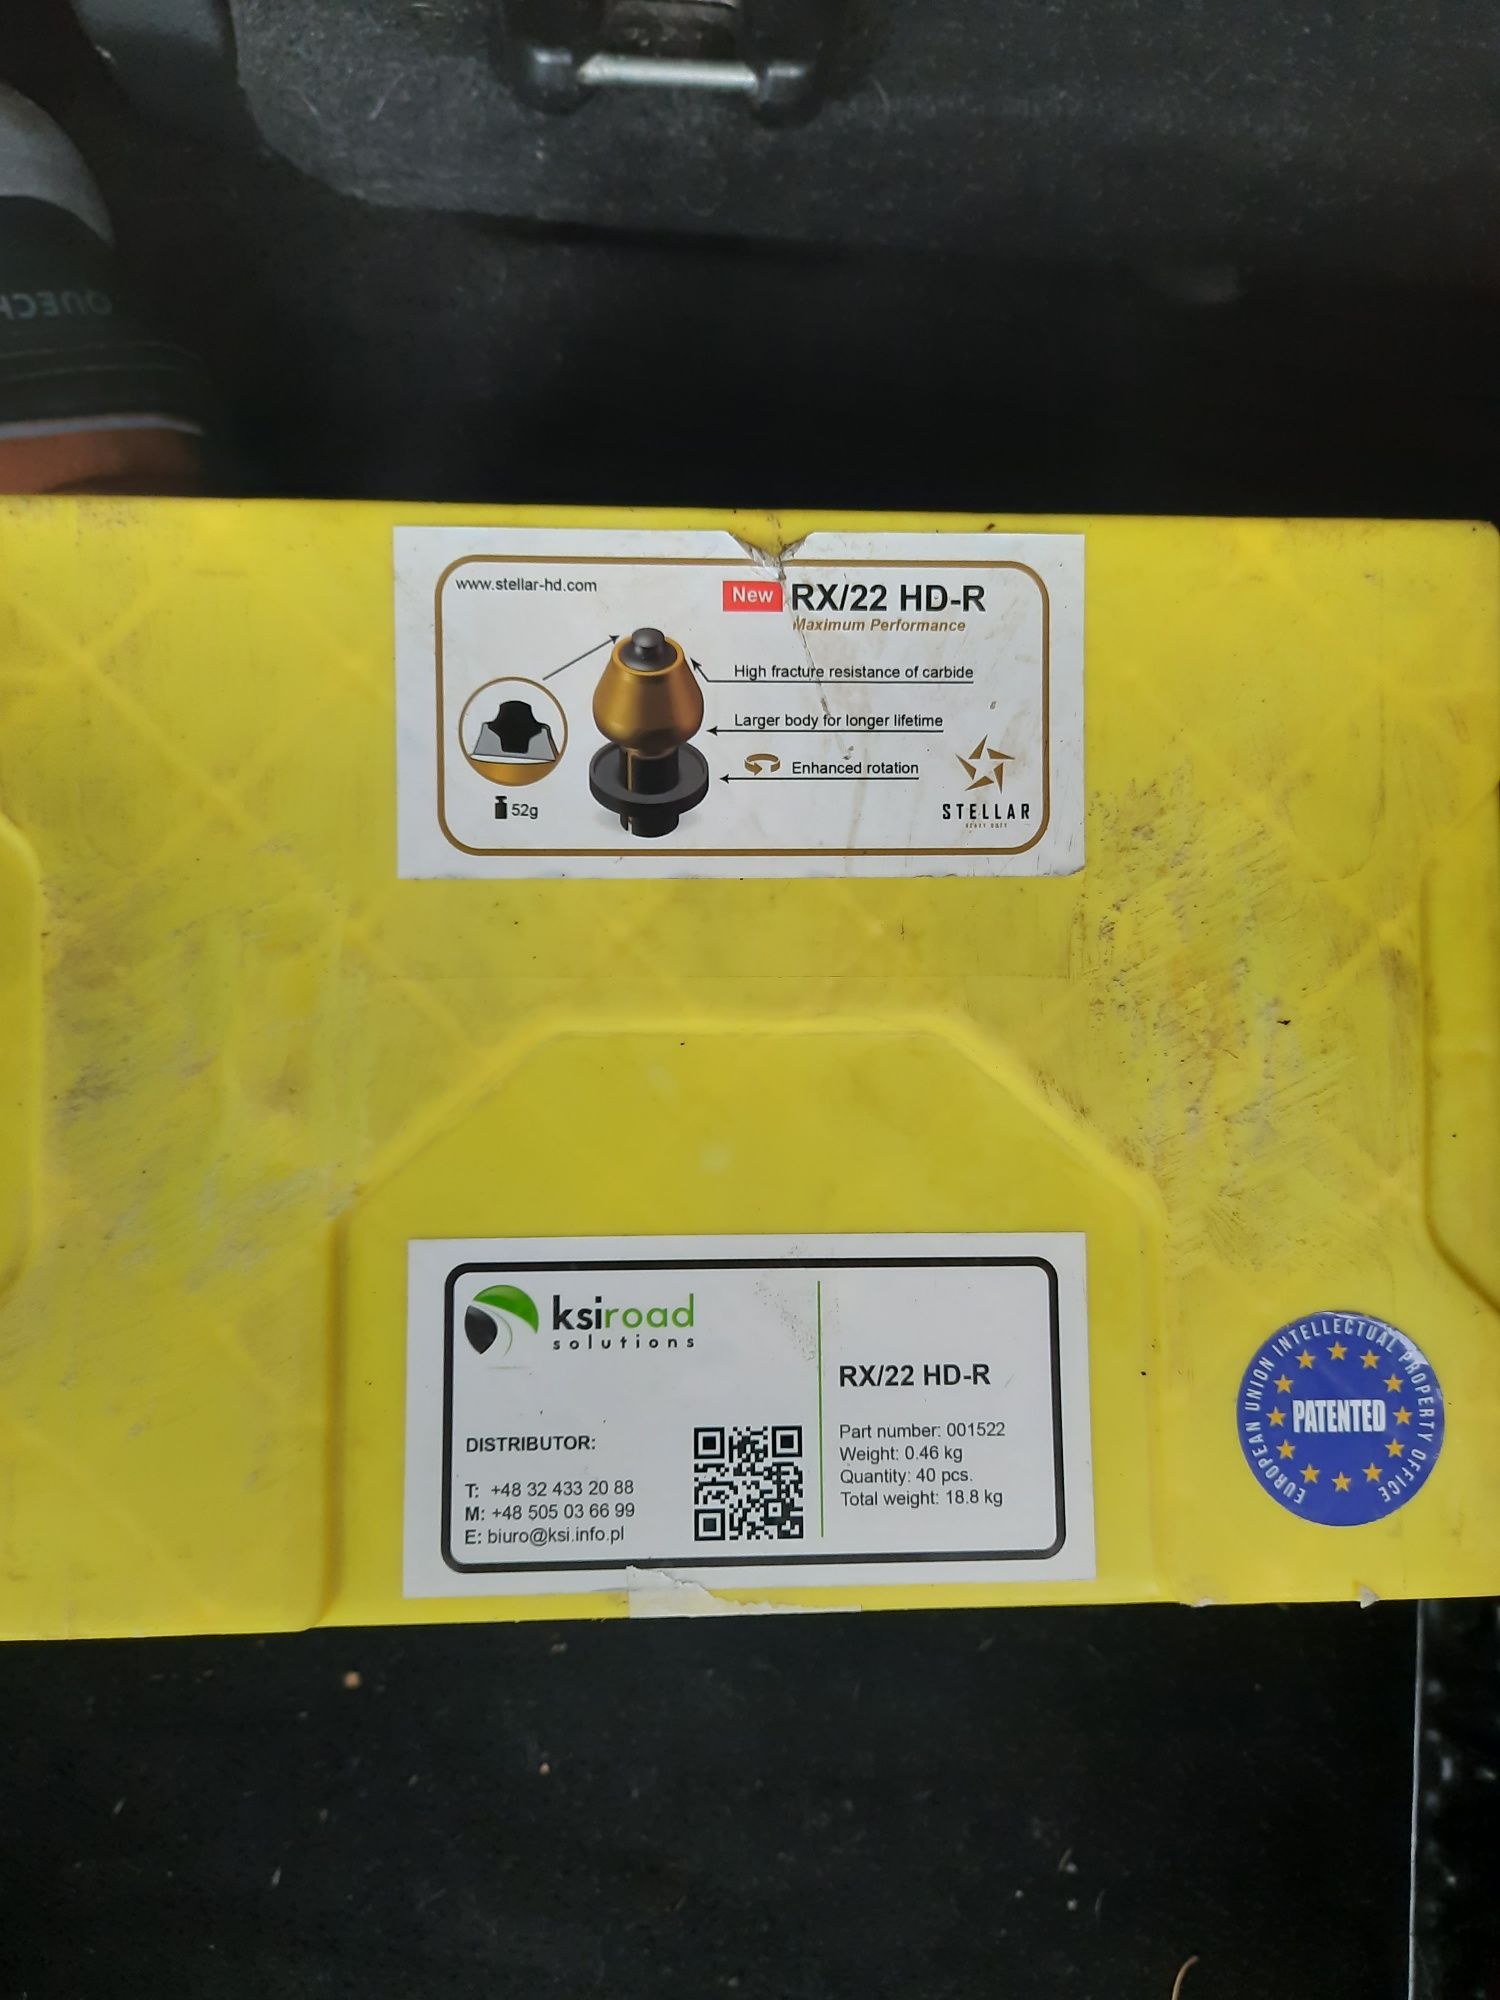 QUECH
www.stellar-hd.com
New RX/22 HD-R
Maximum Performance
High fracture resistance of carbide
Larger body for longer lifetime
Enhanced rotation
52g
STELLAR
HEAVY DUTY
ksiroad
solutions
DISTRIBUTOR:
T: +48 32 433 20 88
M: +48 505 03 66 99
E: biuro@ksi.info.pl
RX/22 HD-R
Part number: 001522
Weight: 0.46 kg
Quantity: 40 pcs.
Total weight: 18.8 kg
EUROPEAN UNION INTELLECTUAL PROPERTY OFFICE
PATENTED